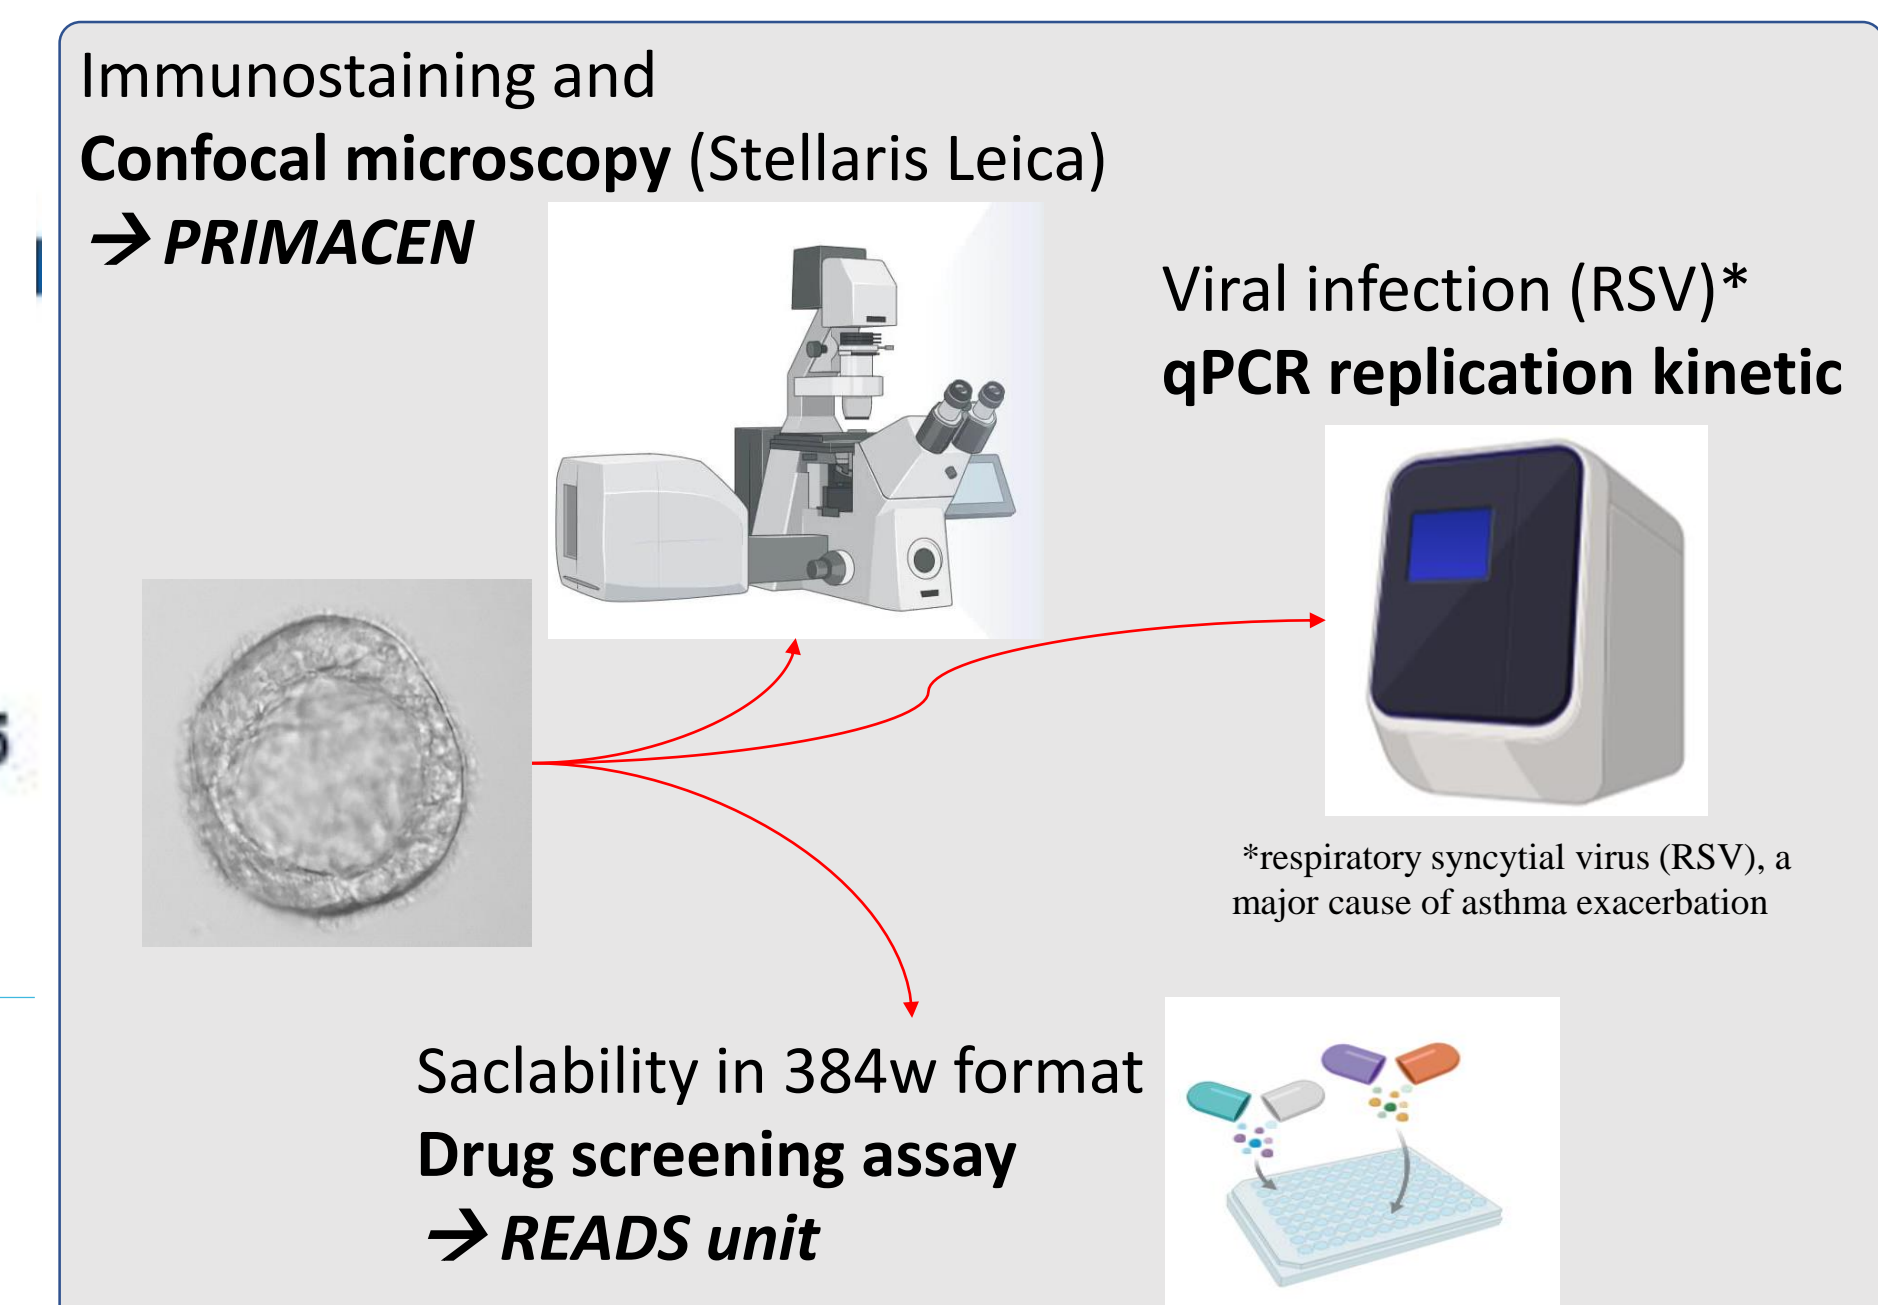 Immunostaining and
Confocal microscopy (Stellaris Leica)
→ PRIMACEN
Viral infection (RSV)*
qPCR replication kinetic
*respiratory syncytial virus (RSV), a
major cause of asthma exacerbation
Saclability in 384w format
Drug screening assay
→ READS unit